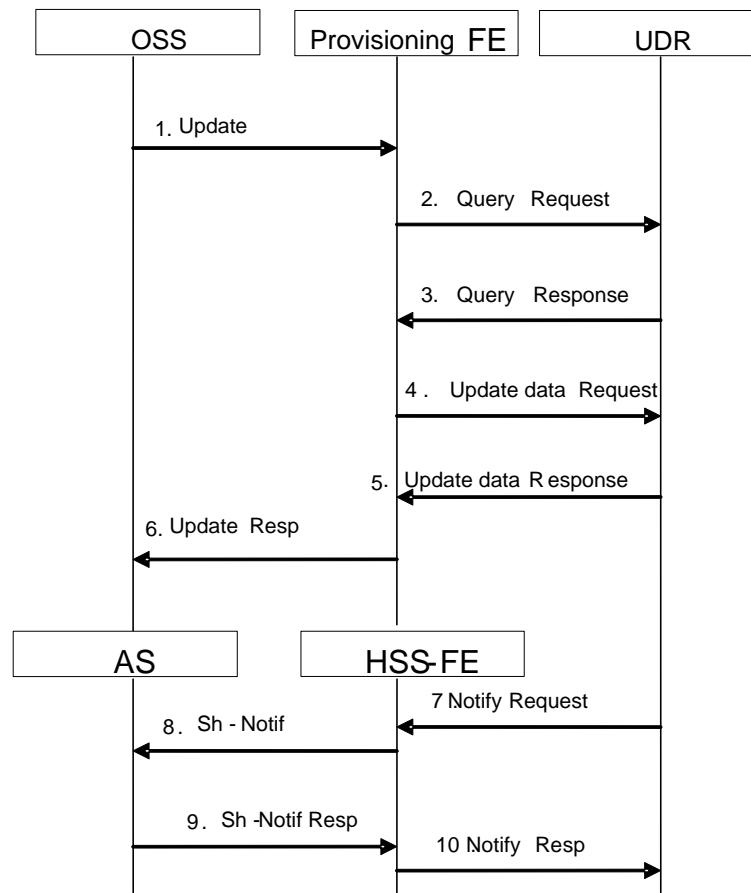 OSS
Provisioning FE
UDR
1. Update
2. Query Request
3. Query Response
4 . Update data Request
5. Update data R esponse
6. Update Resp
AS
HSS-FE
7 Notify Request
8. Sh - Notif
9. Sh -Notif Resp
10 Notify Resp